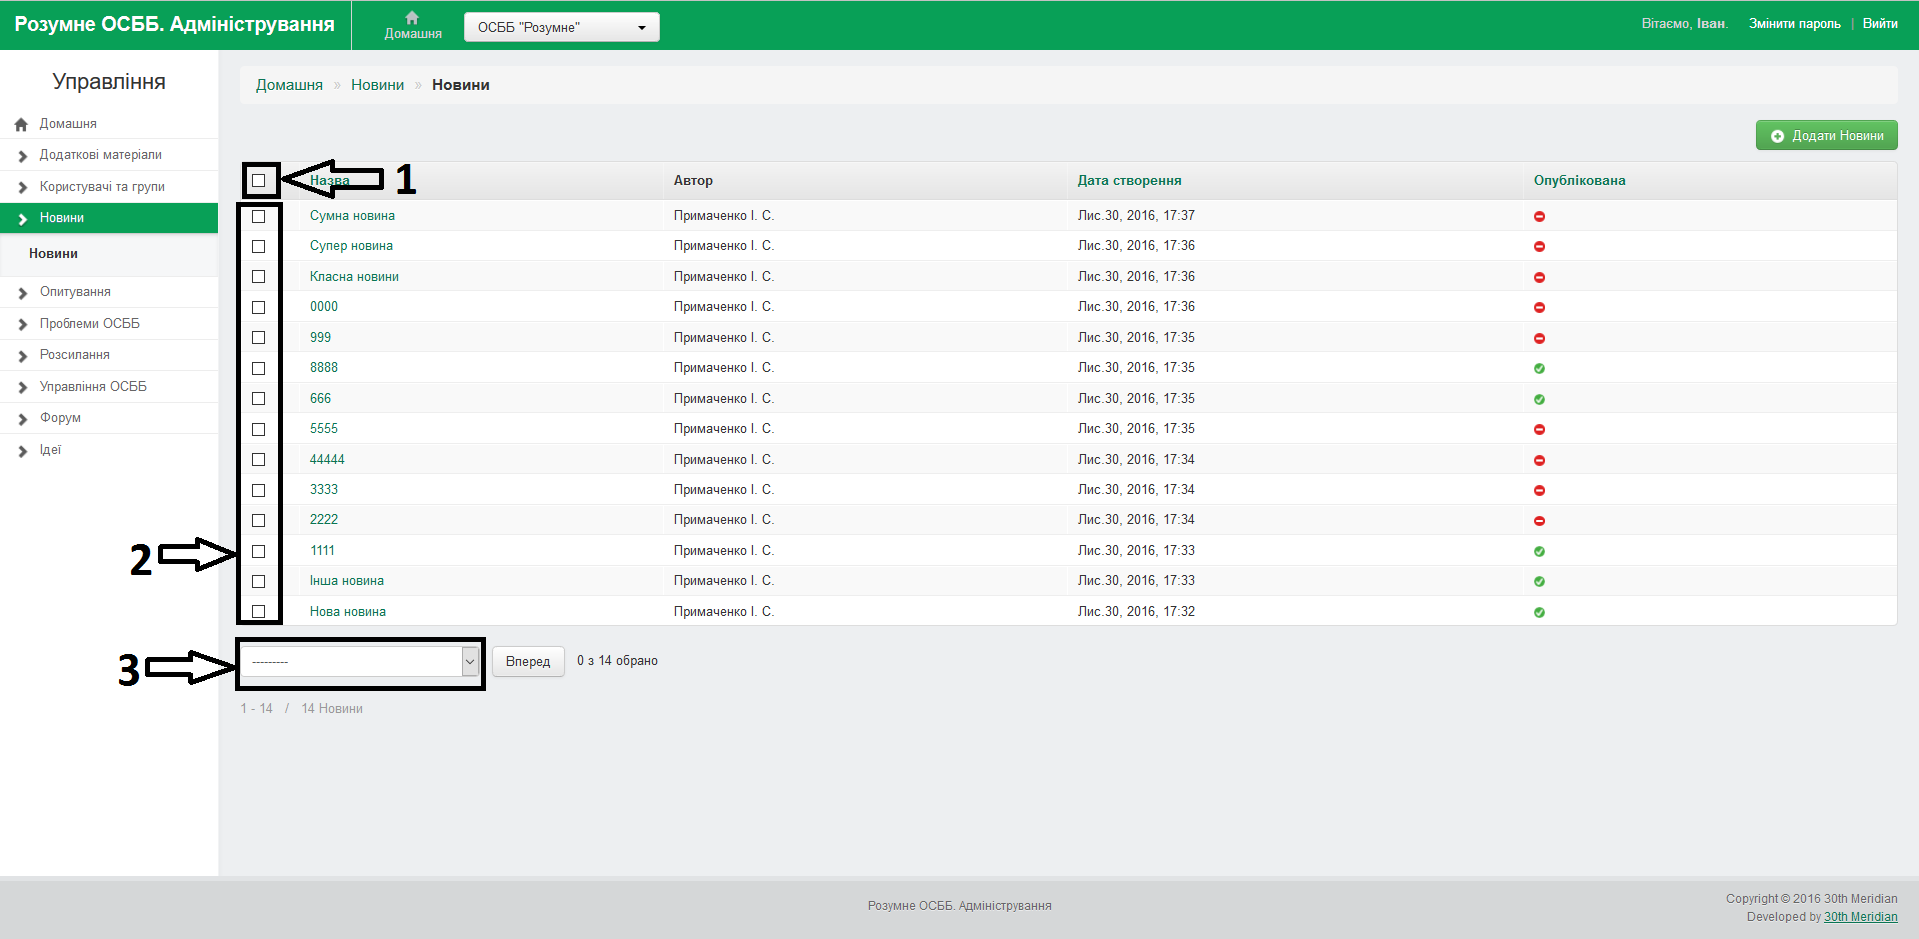 Розумне ОСББ. Адміністрування
Домашня
ОСББ "Розумне"
Вітаємо, Іван. Змінити пароль | Вийти
Управління
Домашня
Додаткові матеріали
Користувачі та групи
Новини
Новини
Опитування
Проблеми ОСББ
Розсилання
Управління ОСББ
Форум
Ідеї
Домашня » Новини » Новини
Додати Новини
Назва Автор Дата створення Опублікована
1
Сумна новина Примаченко І. С. Лис.30, 2016, 17:37
Супер новина Примаченко І. С. Лис.30, 2016, 17:36
Класна новини Примаченко І. С. Лис.30, 2016, 17:36
0000 Примаченко І. С. Лис.30, 2016, 17:36
999 Примаченко І. С. Лис.30, 2016, 17:35
8888 Примаченко І. С. Лис.30, 2016, 17:35
666 Примаченко І. С. Лис.30, 2016, 17:35
5555 Примаченко І. С. Лис.30, 2016, 17:35
44444 Примаченко І. С. Лис.30, 2016, 17:34
3333 Примаченко І. С. Лис.30, 2016, 17:34
2222 Примаченко І. С. Лис.30, 2016, 17:34
1111 Примаченко І. С. Лис.30, 2016, 17:33
2
Інша новина Примаченко І. С. Лис.30, 2016, 17:33
Нова новина Примаченко І. С. Лис.30, 2016, 17:32
3
--------- Вперед 0 з 14 обрано
1 - 14 / 14 Новини
Розумне ОСББ. Адміністрування
Copyright © 2016 30th Meridian
Developed by 30th Meridian